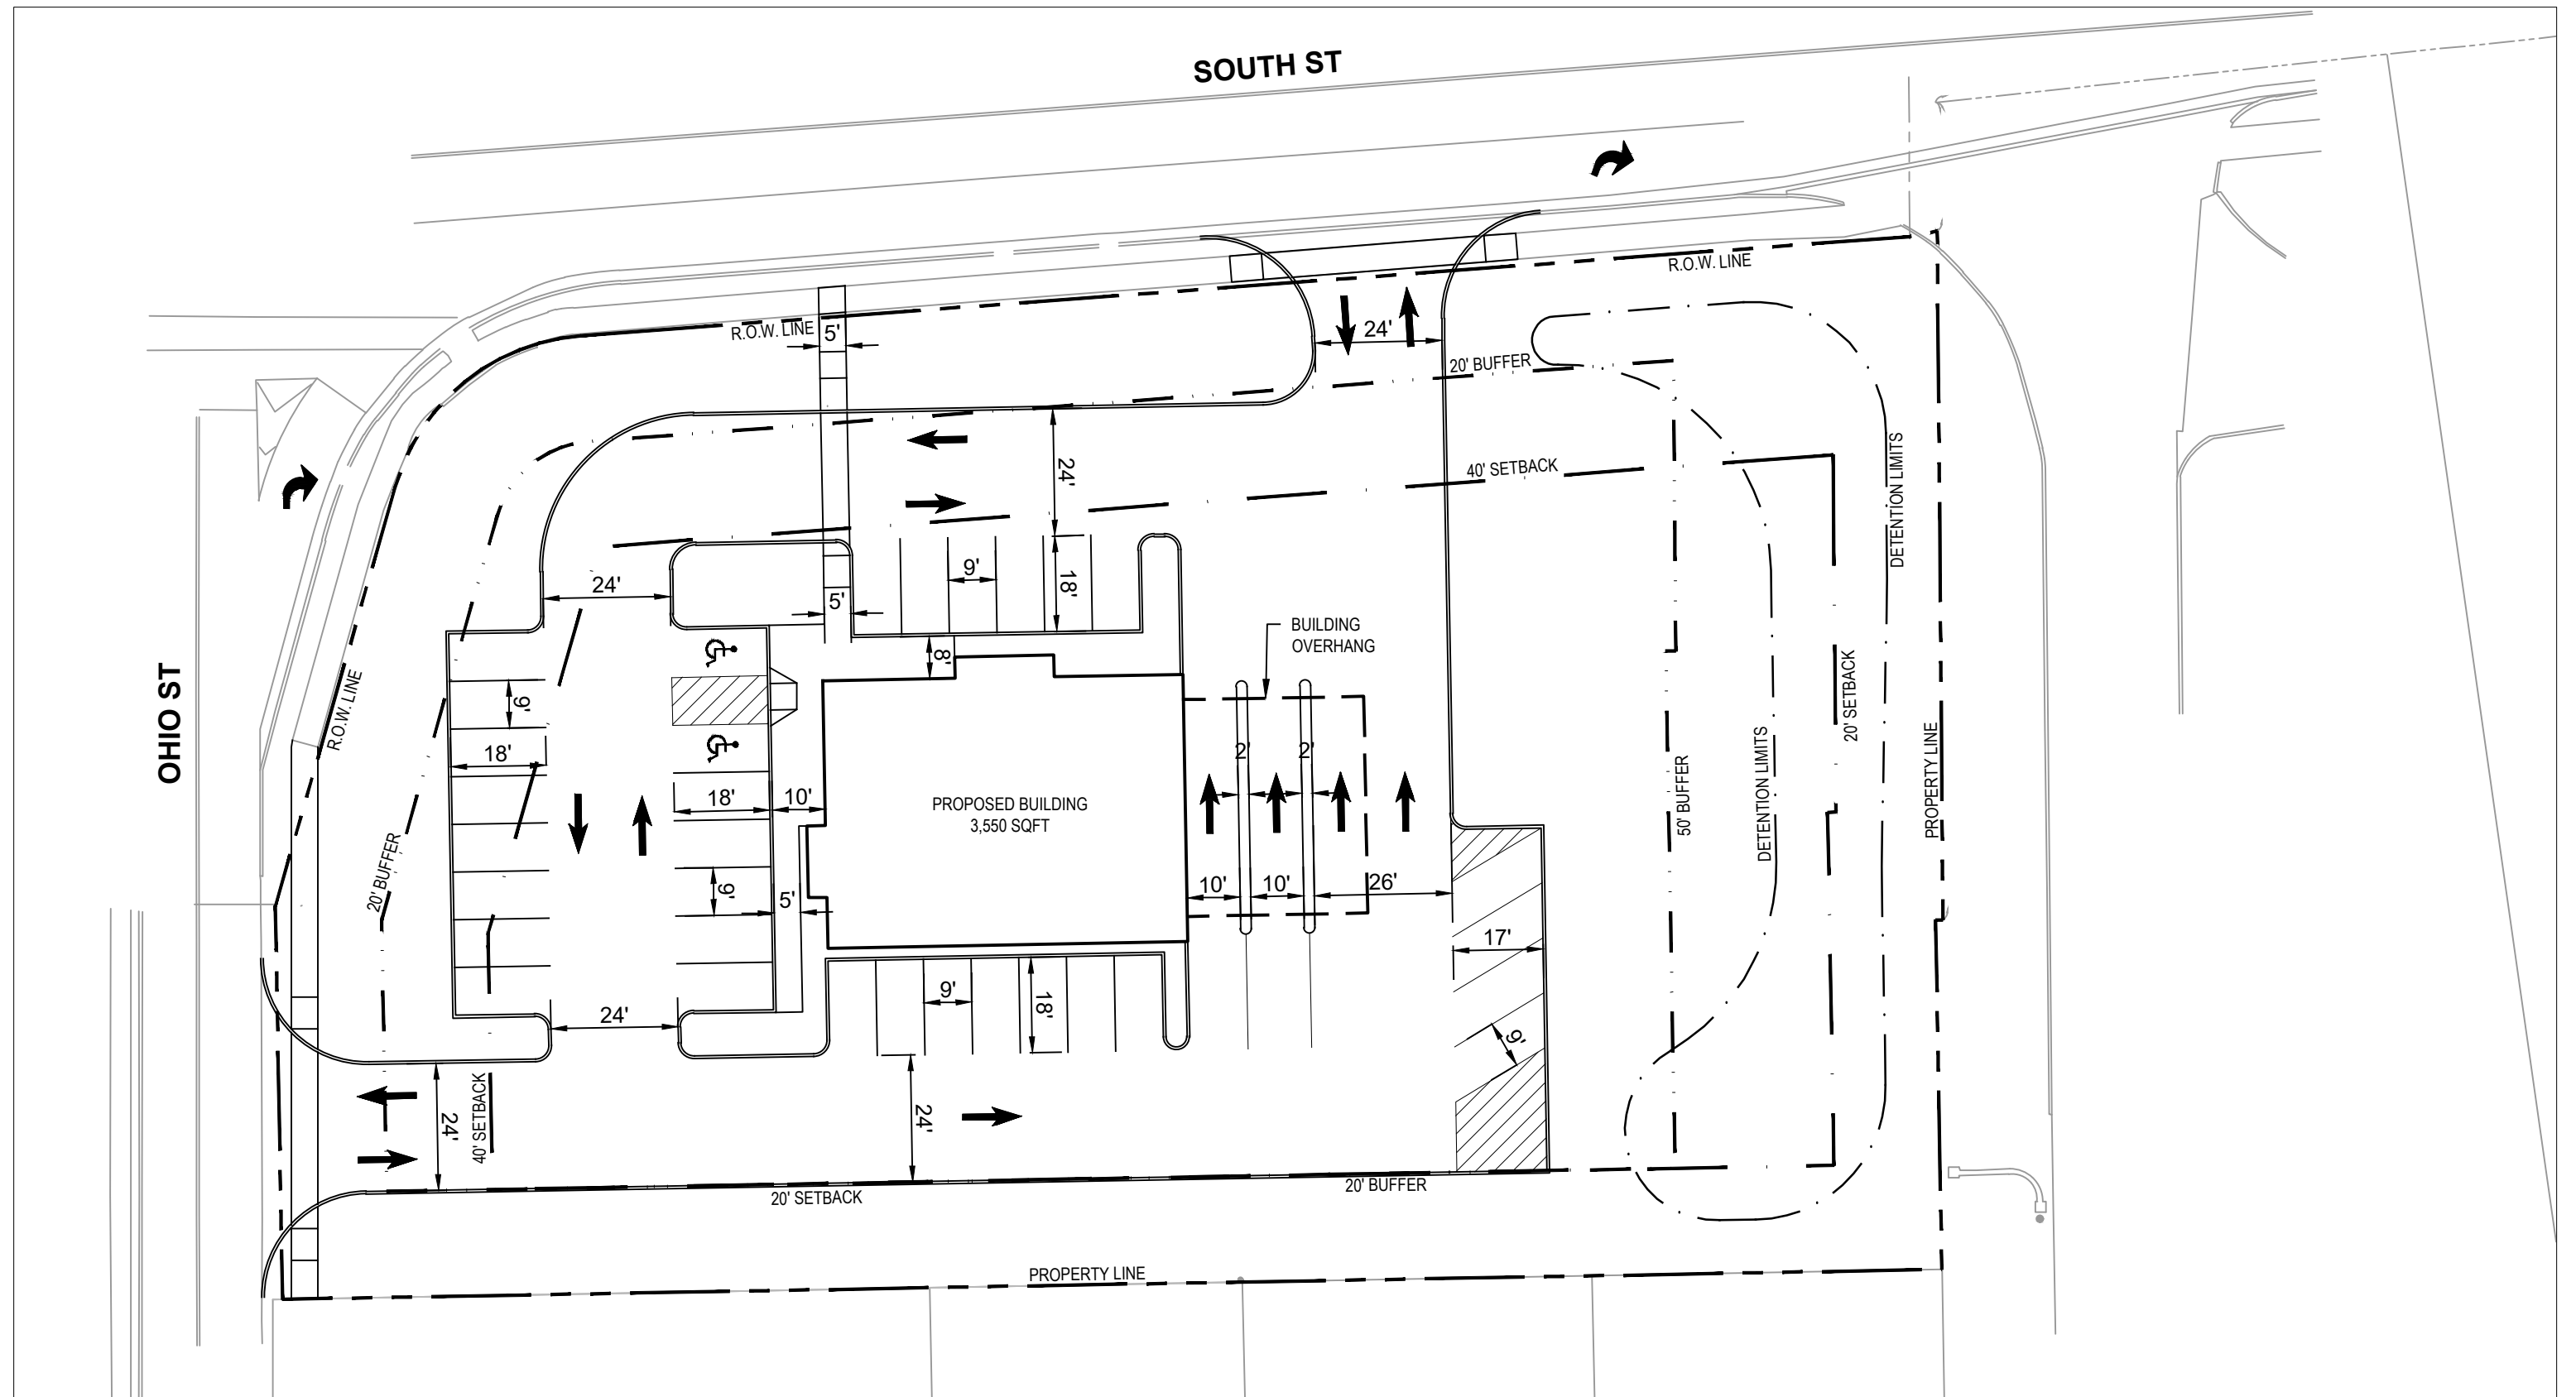 SOUTH ST
R.O.W. LINE
R.O.W. LINE
5'
24'
20' BUFFER
24'
40' SETBACK
DETENTION LIMITS
9'
18'
24'
5'
8'
BUILDING
OVERHANG
OHIO ST
R.O.W. LINE
9'
18'
18'
10'
2'
2'
20' SETBACK
PROPERTY LINE
DETENTION LIMITS
50' BUFFER
PROPOSED BUILDING
3,550 SQFT
20' BUFFER
9'
5'
10'
10'
26'
17'
9'
18'
24'
9'
24'
40' SETBACK
24'
20' SETBACK
20' BUFFER
PROPERTY LINE